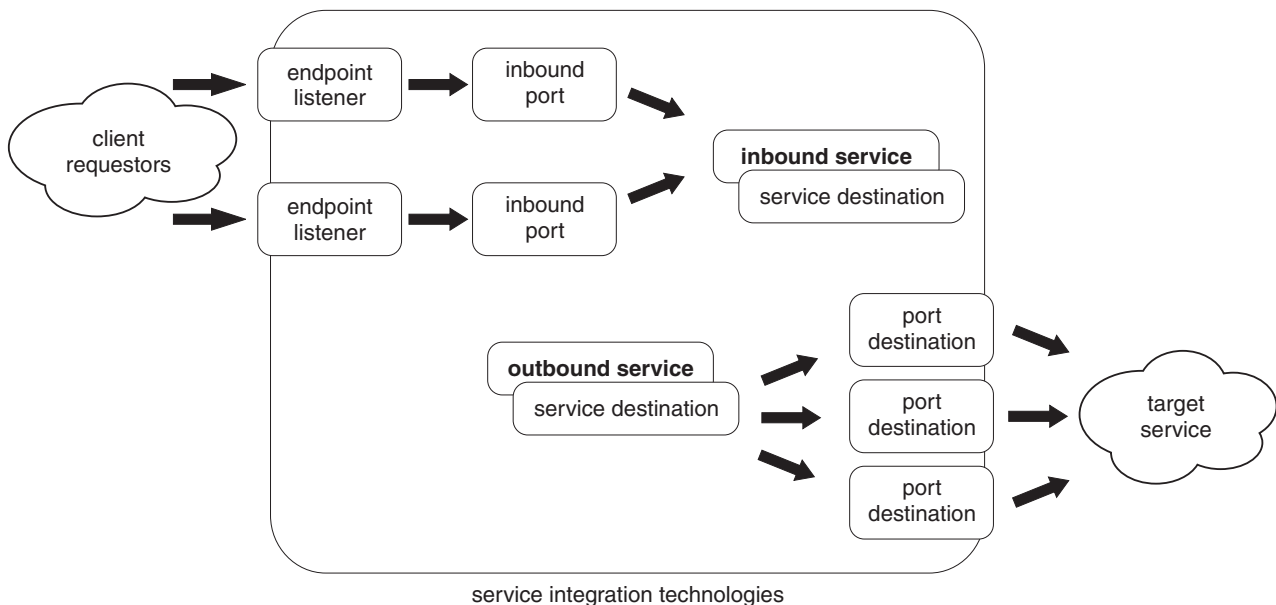 client
requestors
endpoint
listener
inbound
port
endpoint
listener
inbound
port
inbound service
service destination
outbound service
service destination
port
destination
port
destination
port
destination
target
service
service integration technologies